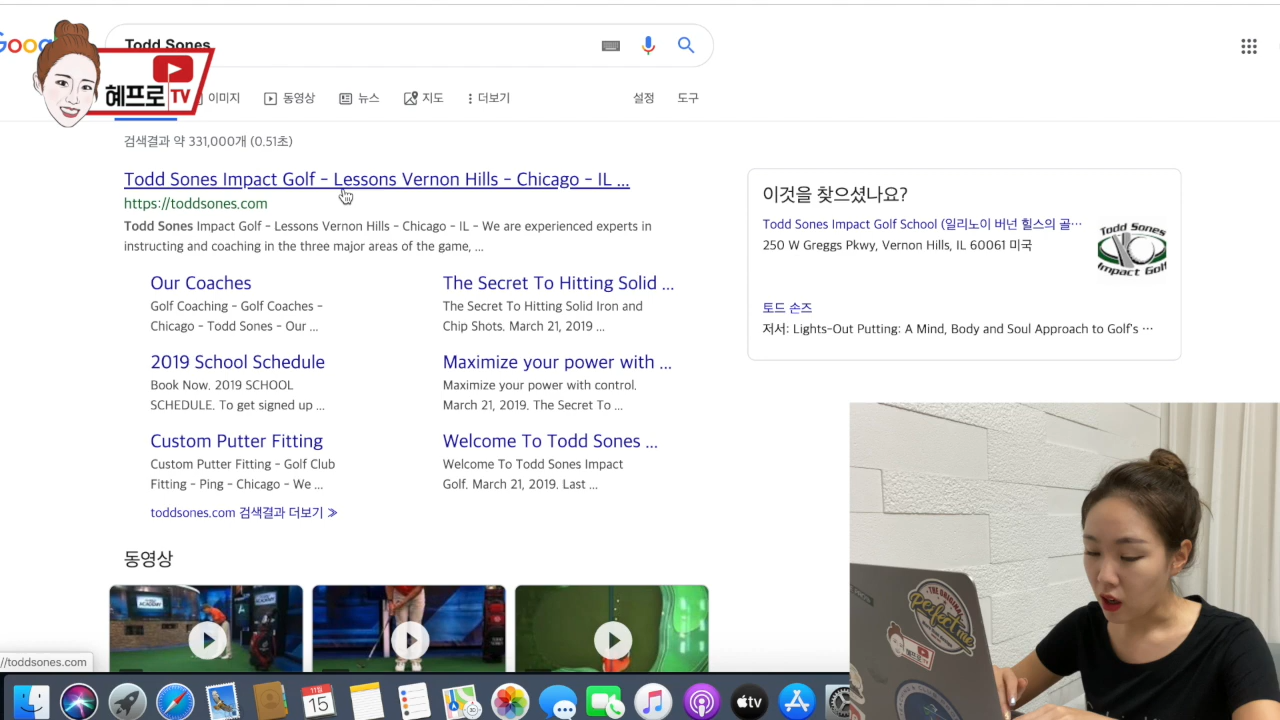 Goog
Todd Sones
혜프로 TV
이미지
동영상
뉴스
지도
더보기
설정
도구
검색결과 약 331,000개 (0.51초)
Todd Sones Impact Golf - Lessons Vernon Hills - Chicago - IL ...
https://toddsones.com
Todd Sones Impact Golf - Lessons Vernon Hills - Chicago - IL - We are experienced experts in
instructing and coaching in the three major areas of the game, ...
Our Coaches
Golf Coaching - Golf Coaches -
Chicago - Todd Sones - Our ...
The Secret To Hitting Solid ...
The Secret To Hitting Solid Iron and
Chip Shots. March 21, 2019 ...
2019 School Schedule
Book Now. 2019 SCHOOL
SCHEDULE. To get signed up ...
Maximize your power with ...
Maximize your power with control.
March 21, 2019. The Secret To ...
Custom Putter Fitting
Custom Putter Fitting - Golf Club
Fitting - Ping - Chicago - We ...
Welcome To Todd Sones ...
Welcome To Todd Sones Impact
Golf. March 21, 2019. Last ...
toddsones.com 검색결과 더보기 ≫
동영상
이것을 찾으셨나요?
Todd Sones Impact Golf School (일리노이 버넌 힐스의 골⋯
250 W Greggs Pkwy, Vernon Hills, IL 60061 미국
Todd Sones
Impact Golf
토드 손즈
저서: Lights-Out Putting: A Mind, Body and Soul Approach to Golf's ⋯
//toddsones.com
11월
15
tv
THE ORIGINAL
perfect me